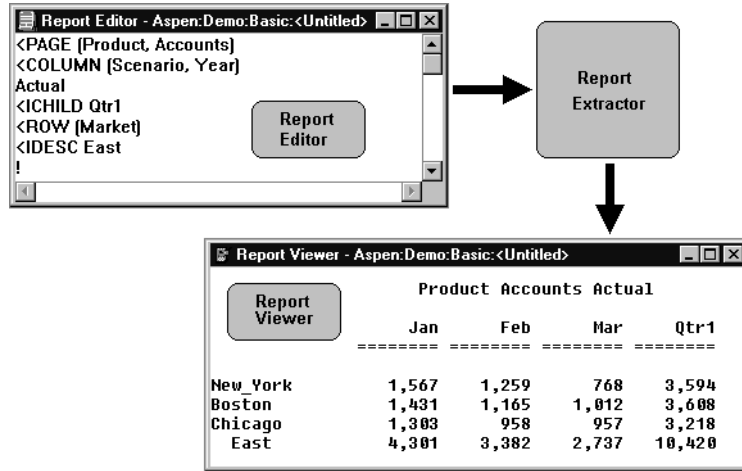 Report Editor - Aspen:Demo:Basic:<Untitled>
<PAGE (Product, Accounts)
<COLUMN (Scenario, Year)
Actual
<ICHILD Qtr1
<ROW (Market)
<IDESC East
!
Report
Editor
Report
Extractor
Report Viewer - Aspen:Demo:Basic:<Untitled>
Report
Viewer
Product Accounts Actual
Jan Feb Mar Qtr1
======== ======== ======== ========
New_York 1,567 1,259 768 3,594
Boston 1,431 1,165 1,012 3,608
Chicago 1,303 958 957 3,218
East 4,301 3,382 2,737 10,420